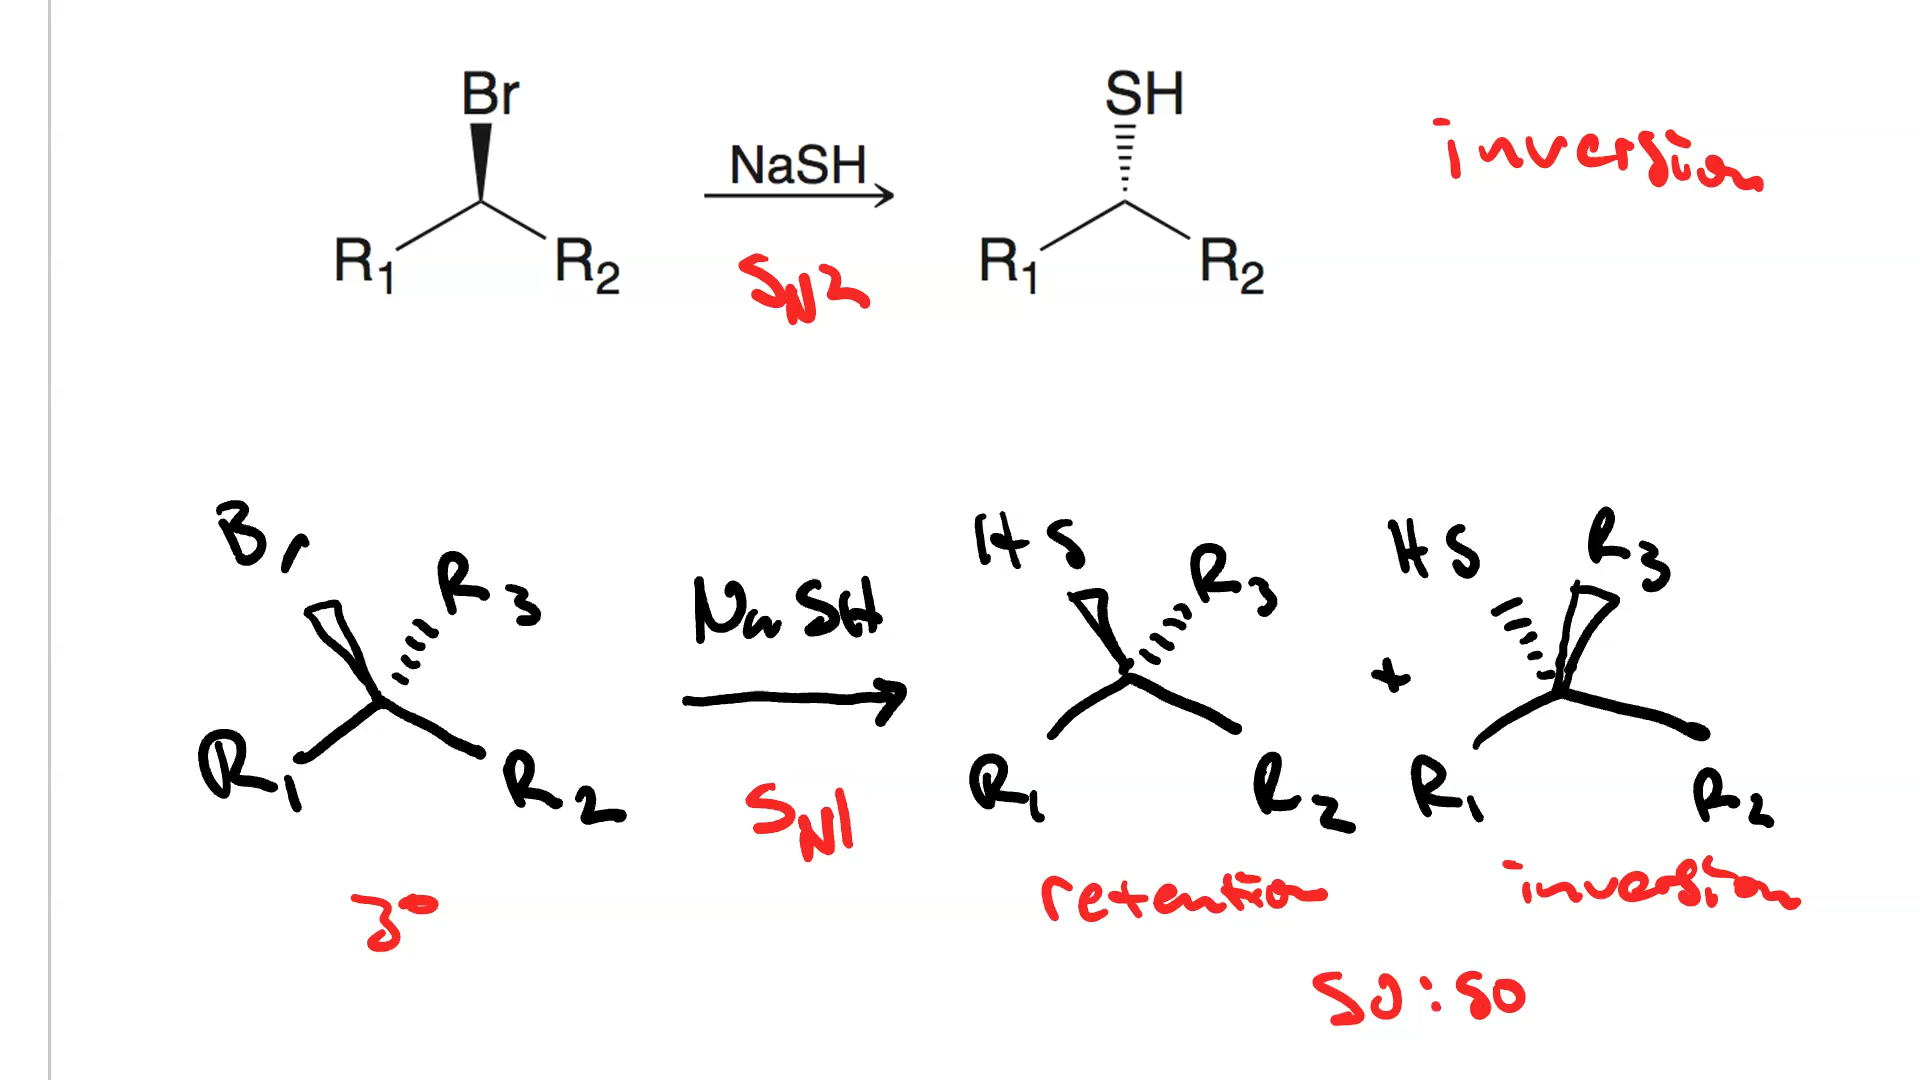 Br SH
NaSH inversion
R1 R2 R1 R2
SN2
Br R3 HS R3 HS R3
NaSH
+
R1 R2 R1 R2 R1 R2
SN1
3° retention inversion
50:50